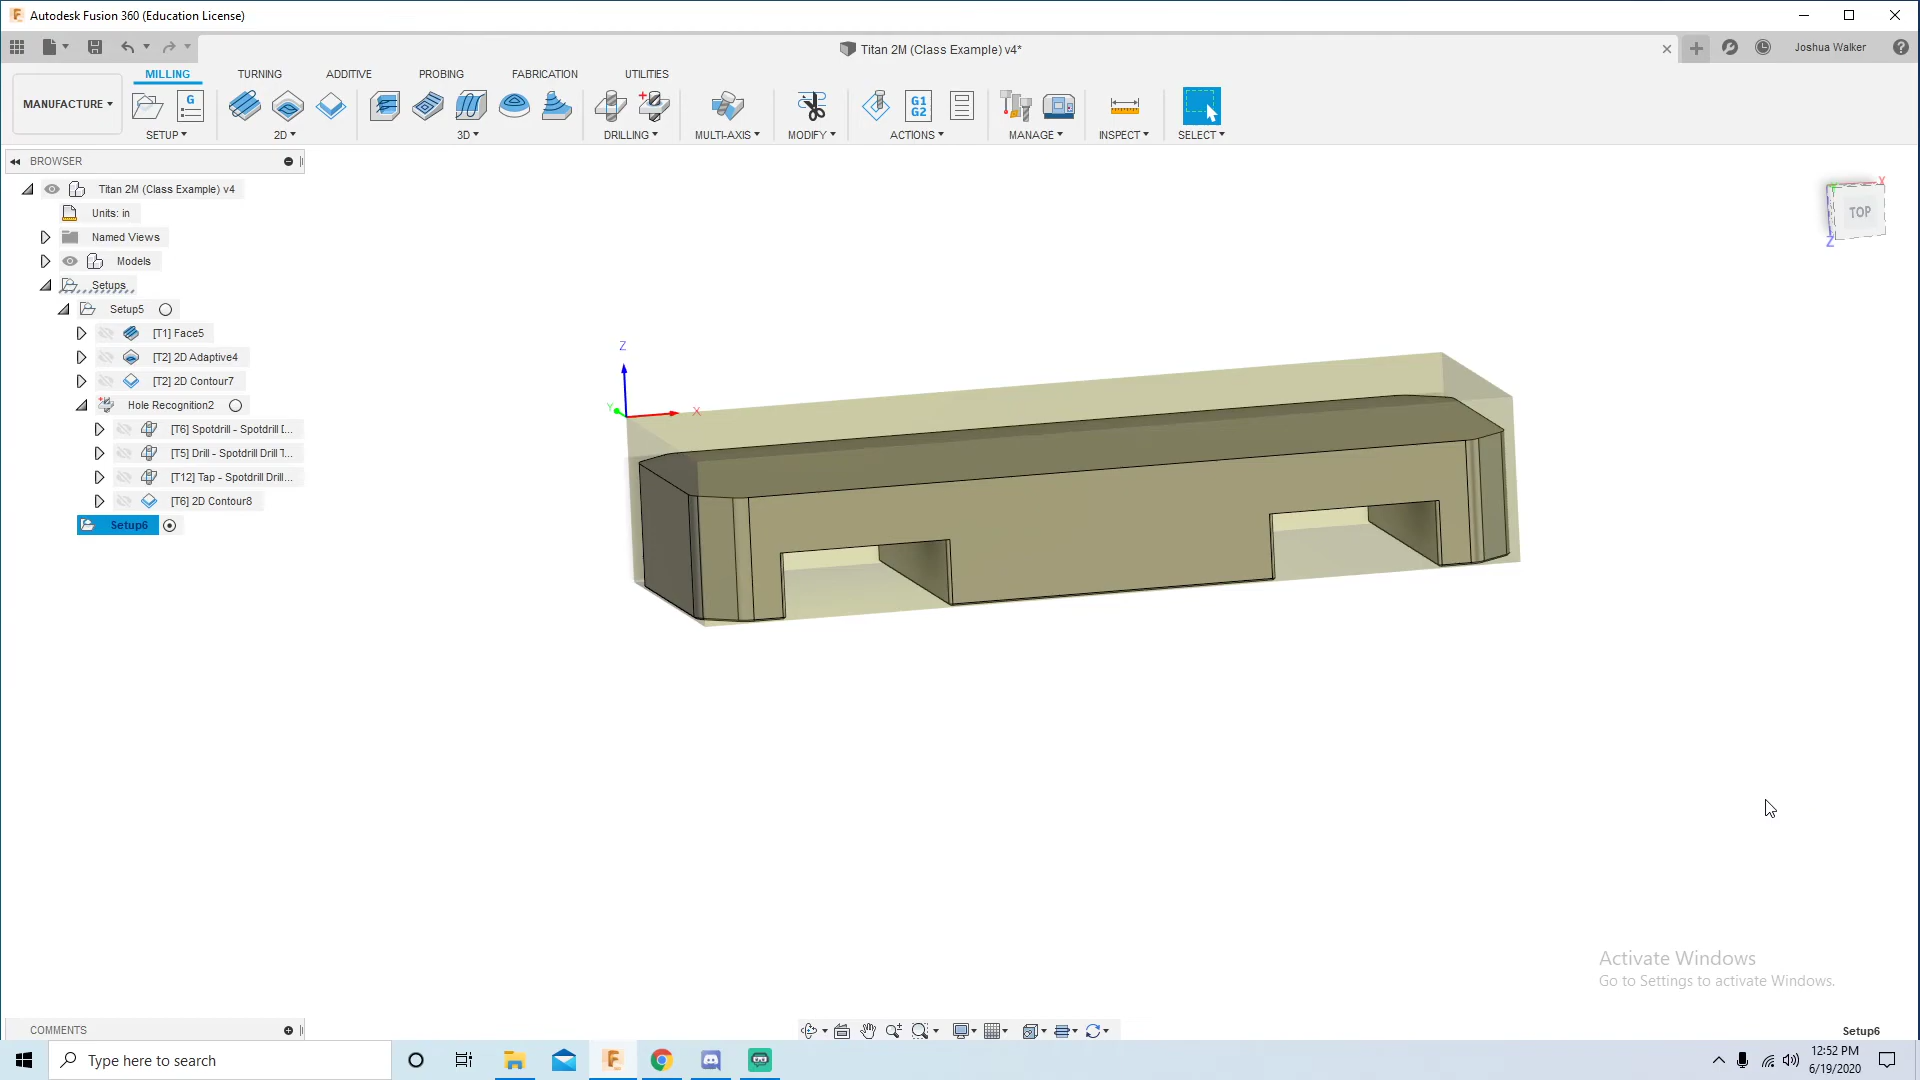 Autodesk Fusion 360 (Education License)
Titan 2M (Class Example) v4*
Joshua Walker
MANUFACTURE
MILLING
TURNING
ADDITIVE
PROBING
FABRICATION
UTILITIES
G
G1
G2
SETUP
2D
3D
DRILLING
MULTI-AXIS
MODIFY
ACTIONS
MANAGE
INSPECT
SELECT
BROWSER
Titan 2M (Class Example) v4
Units: in
Named Views
Models
Setups
Setup5
[T1] Face5
[T2] 2D Adaptive4
[T2] 2D Contour7
Hole Recognition2
[T6] Spotdrill - Spotdrill D...
[T5] Drill - Spotdrill Drill T...
[T12] Tap - Spotdrill Drill...
[T6] 2D Contour8
Setup6
Z
Y
X
X
TOP
Z
Activate Windows
Go to Settings to activate Windows.
COMMENTS
Setup6
Type here to search
12:52 PM
6/19/2020